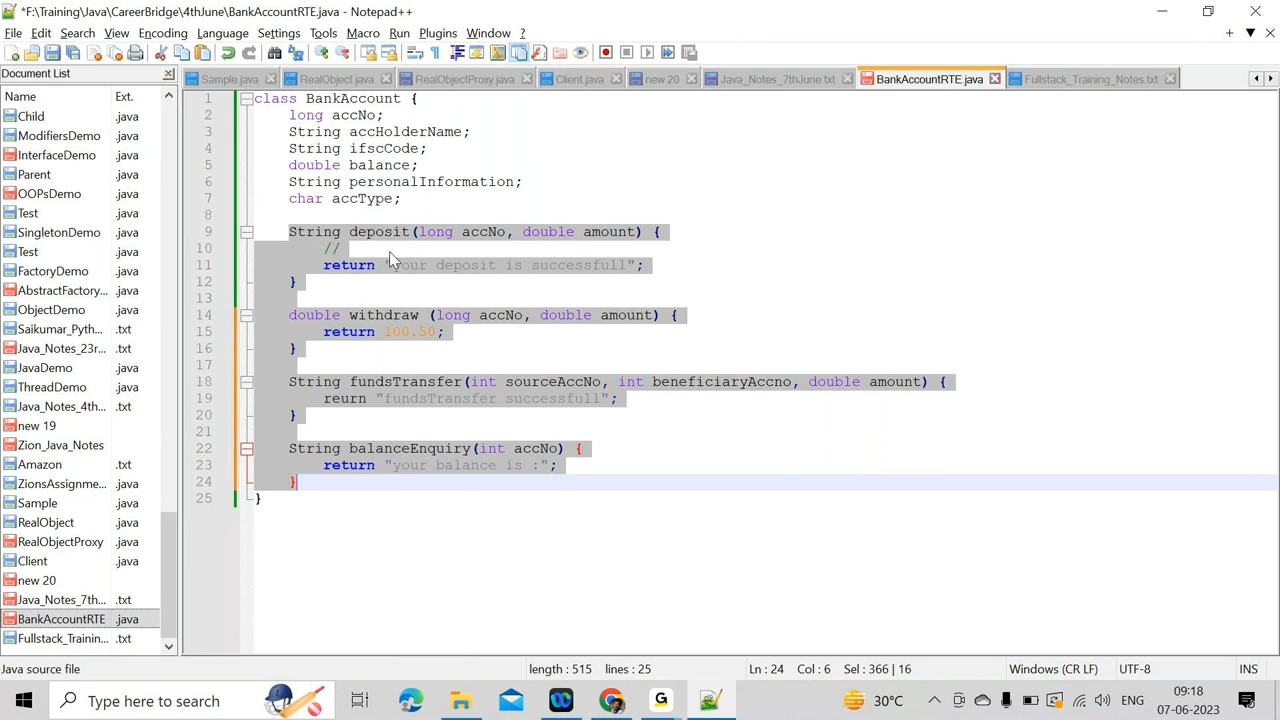 *F:\Training\Java\CareerBridge\4thJune\BankAccountRTE.java - Notepad++
File Edit Search View Encoding Language Settings Tools Macro Run Plugins Window ?
Sample.java RealObject.java RealObjectProxy.java Client.java new 20 Java_Notes_7thJune.txt BankAccountRTE.java Fullstack_Training_Notes.txt
Document List
Name Ext.
Child .java
ModifiersDemo .java
InterfaceDemo .java
Parent .java
OOPsDemo .java
Test .java
SingletonDemo .java
Test .java
FactoryDemo .java
AbstractFactory... .java
ObjectDemo .java
Saikumar_Pyth... .txt
Java_Notes_23r... .txt
JavaDemo .java
ThreadDemo .java
Java_Notes_4th... .txt
new 19
Zion_Java_Notes
Amazon .txt
ZionsAssignme... .txt
Sample .java
RealObject .java
RealObjectProxy .java
Client .java
new 20
Java_Notes_7th... .txt
BankAccountRTE .java
Fullstack_Trainin... .txt
1 class BankAccount {
2 long accNo;
3 String accHolderName;
4 String ifscCode;
5 double balance;
6 String personalInformation;
7 char accType;
8
9 String deposit(long accNo, double amount) {
10 //
11 return "your deposit is successfull";
12 }
13
14 double withdraw (long accNo, double amount) {
15 return 100.50;
16 }
17
18 String fundsTransfer(int sourceAccNo, int beneficiaryAccno, double amount) {
19 reurn "fundsTransfer successfull";
20 }
21
22 String balanceEnquiry(int accNo) {
23 return "your balance is :";
24 }
25 }
Java source file length : 515 lines : 25 Ln : 24 Col : 6 Sel : 366 | 16 Windows (CR LF) UTF-8 INS
Type here to search 30°C ENG 09:18
07-06-2023